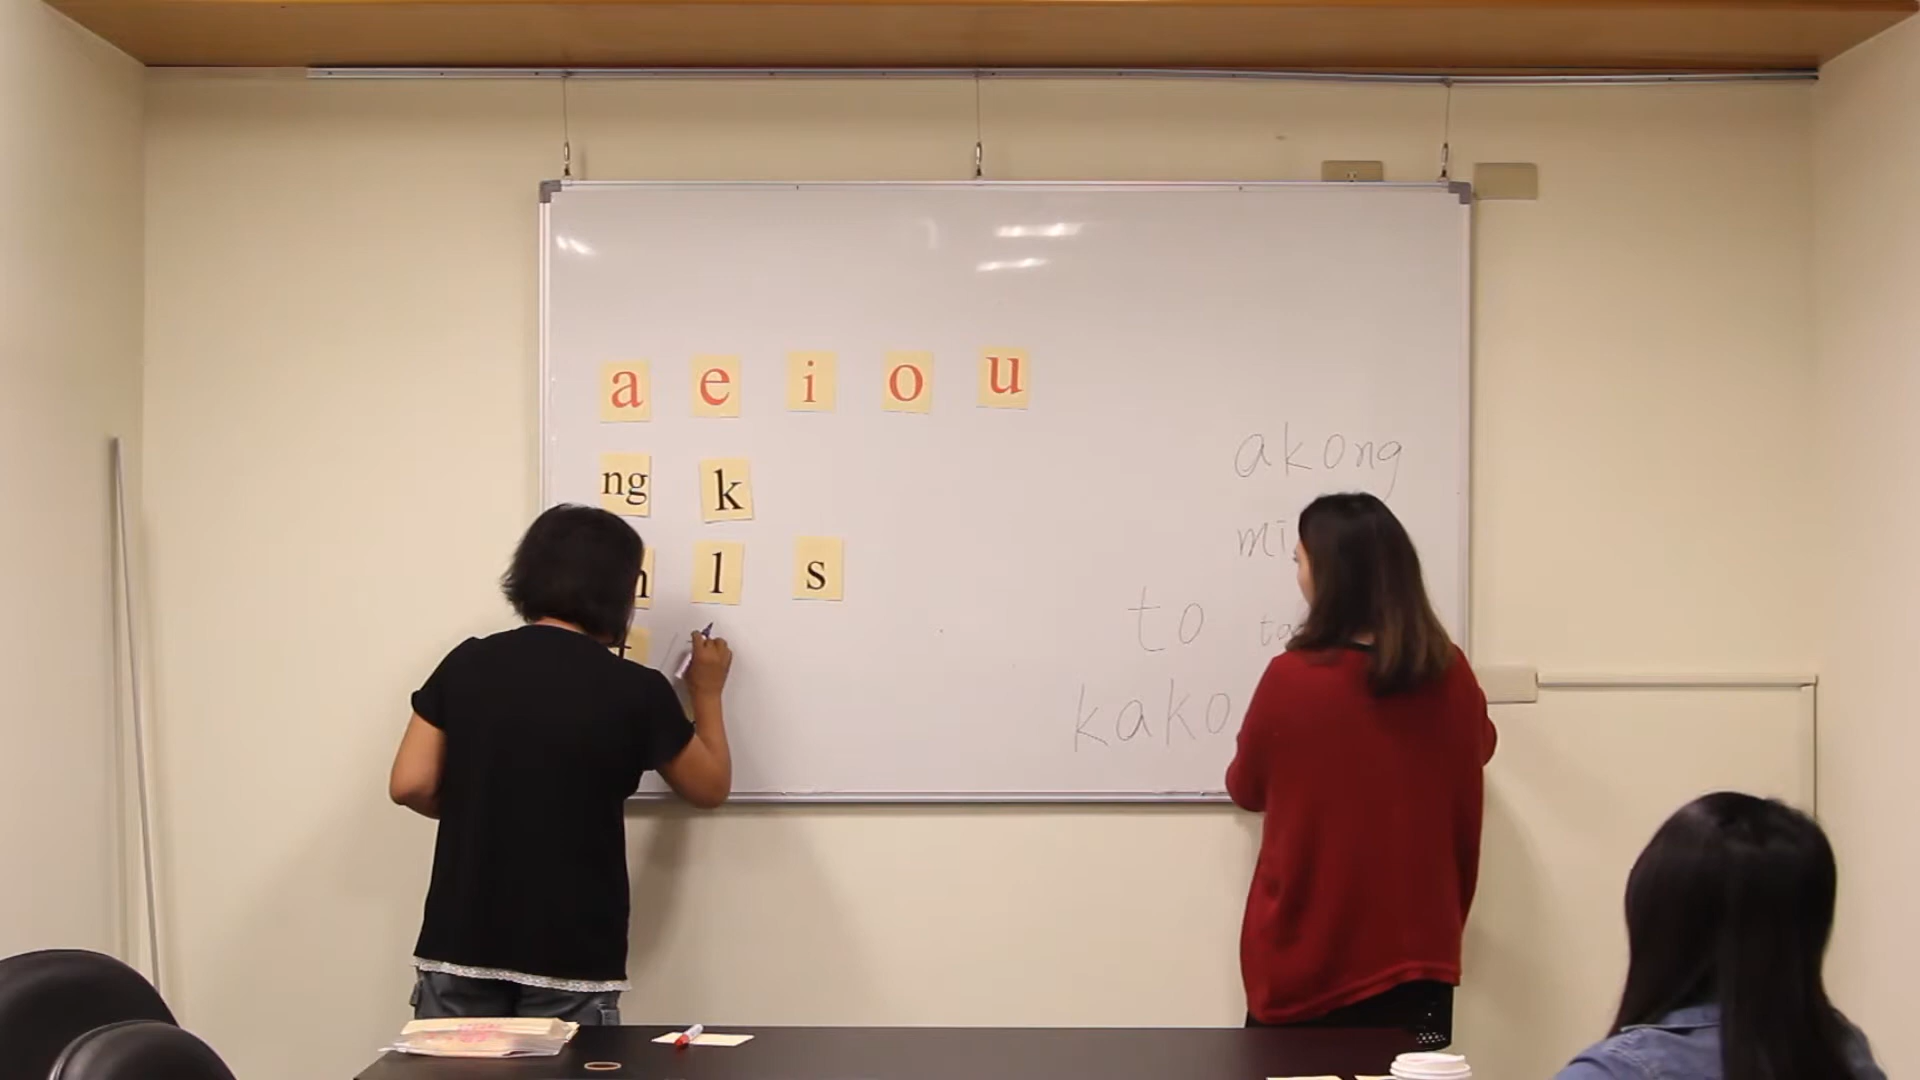 a e i o u
ng k
l s
akong
to
kako